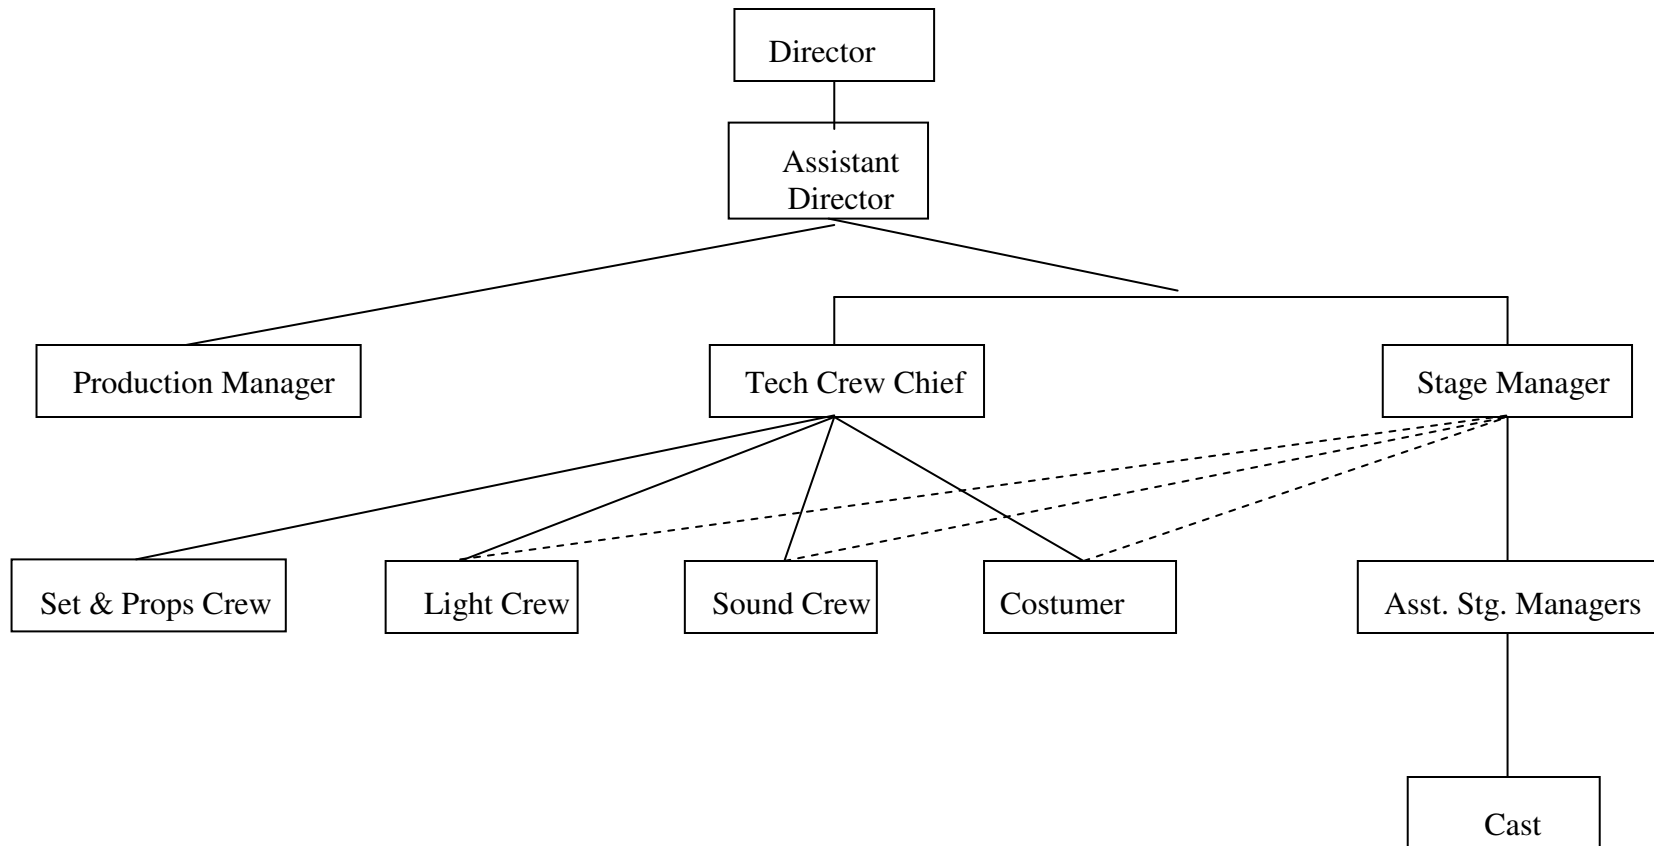 Director
Assistant
Director
Production Manager
Tech Crew Chief
Stage Manager
Set & Props Crew
Light Crew
Sound Crew
Costumer
Asst. Stg. Managers
Cast